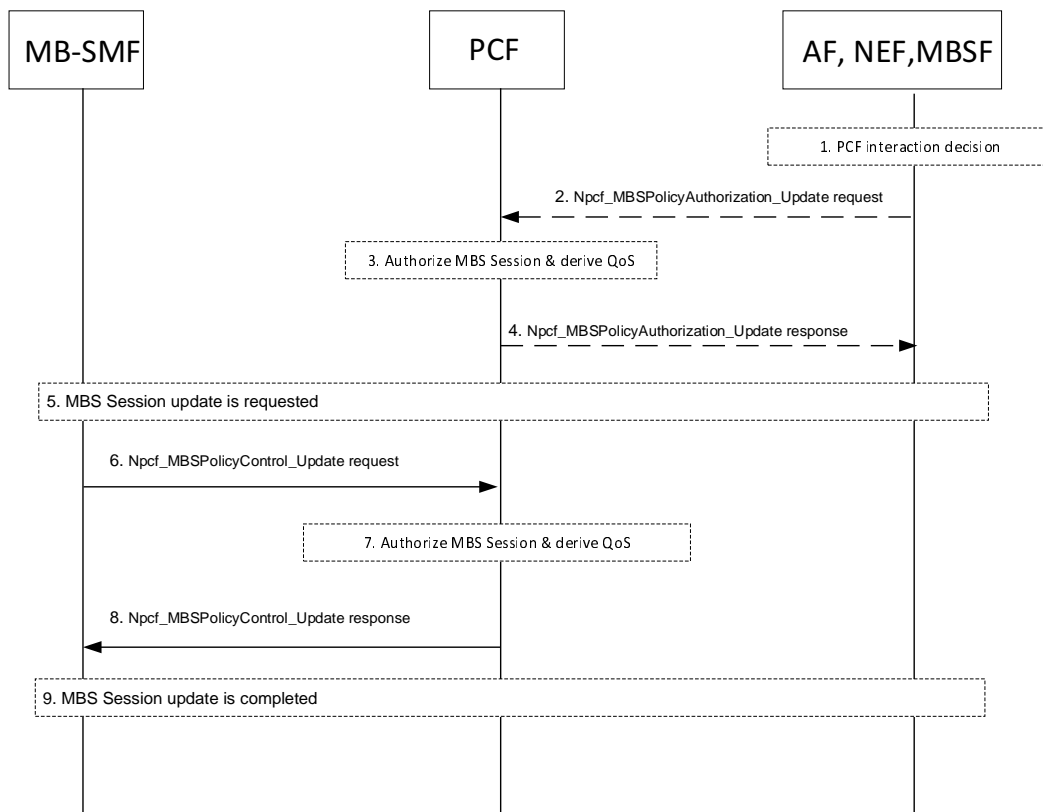 MB-SMF
PCF
AF, NEF,MBSF
1. PCF interaction decision
2. Npcf_MBSPolicyAuthorization_Update request
3. Authorize MBS Session & derive QoS
4. Npcf_MBSPolicyAuthorization_Update response
5. MBS Session update is requested
6. Npcf_MBSPolicyControl_Update request
7. Authorize MBS Session & derive QoS
8. Npcf_MBSPolicyControl_Update response
9. MBS Session update is completed